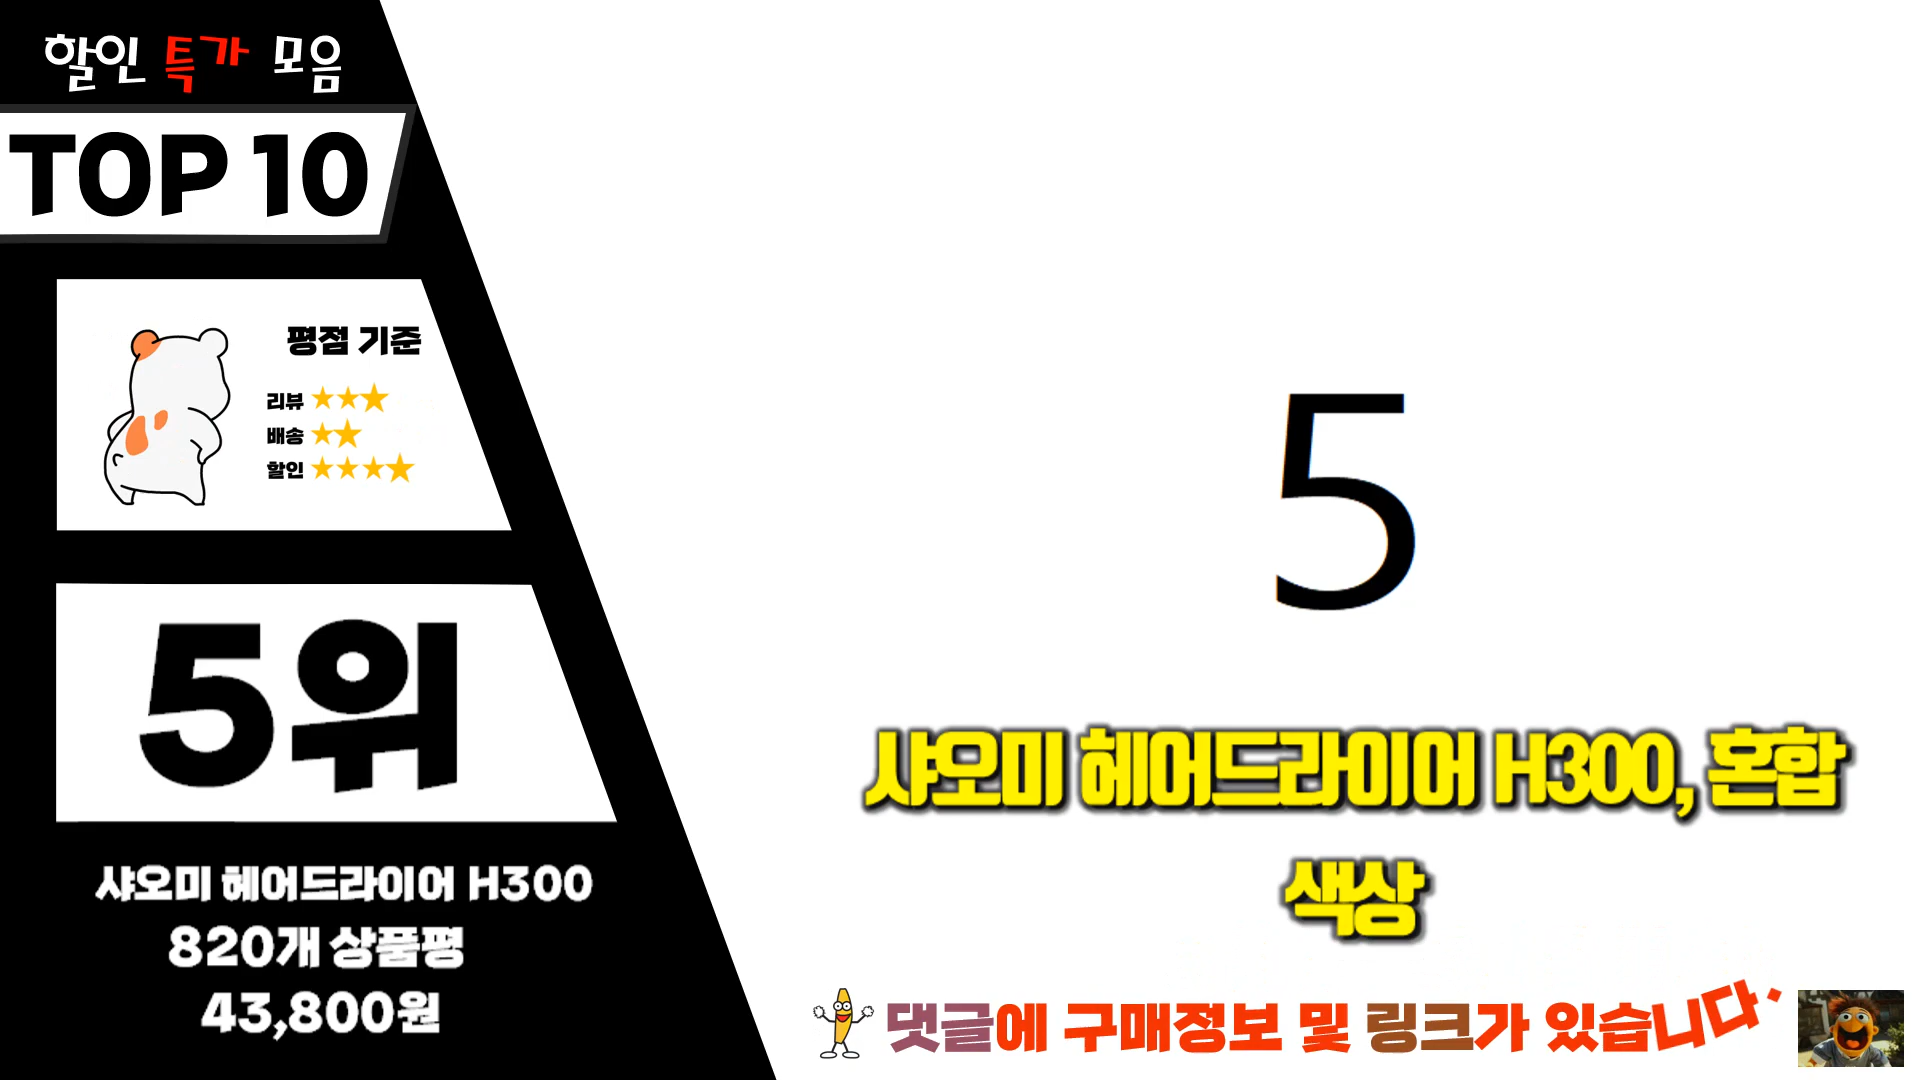 할인 특가 모음
TOP 10
평점 기준
리뷰 ★★★
배송 ★★
할인 ★★★★
5위
샤오미 헤어드라이어 H300
820개 상품평
43,800원
5
샤오미 헤어드라이어 H300, 혼합
색상
댓글에 구매정보 및 링크가 있습니다.